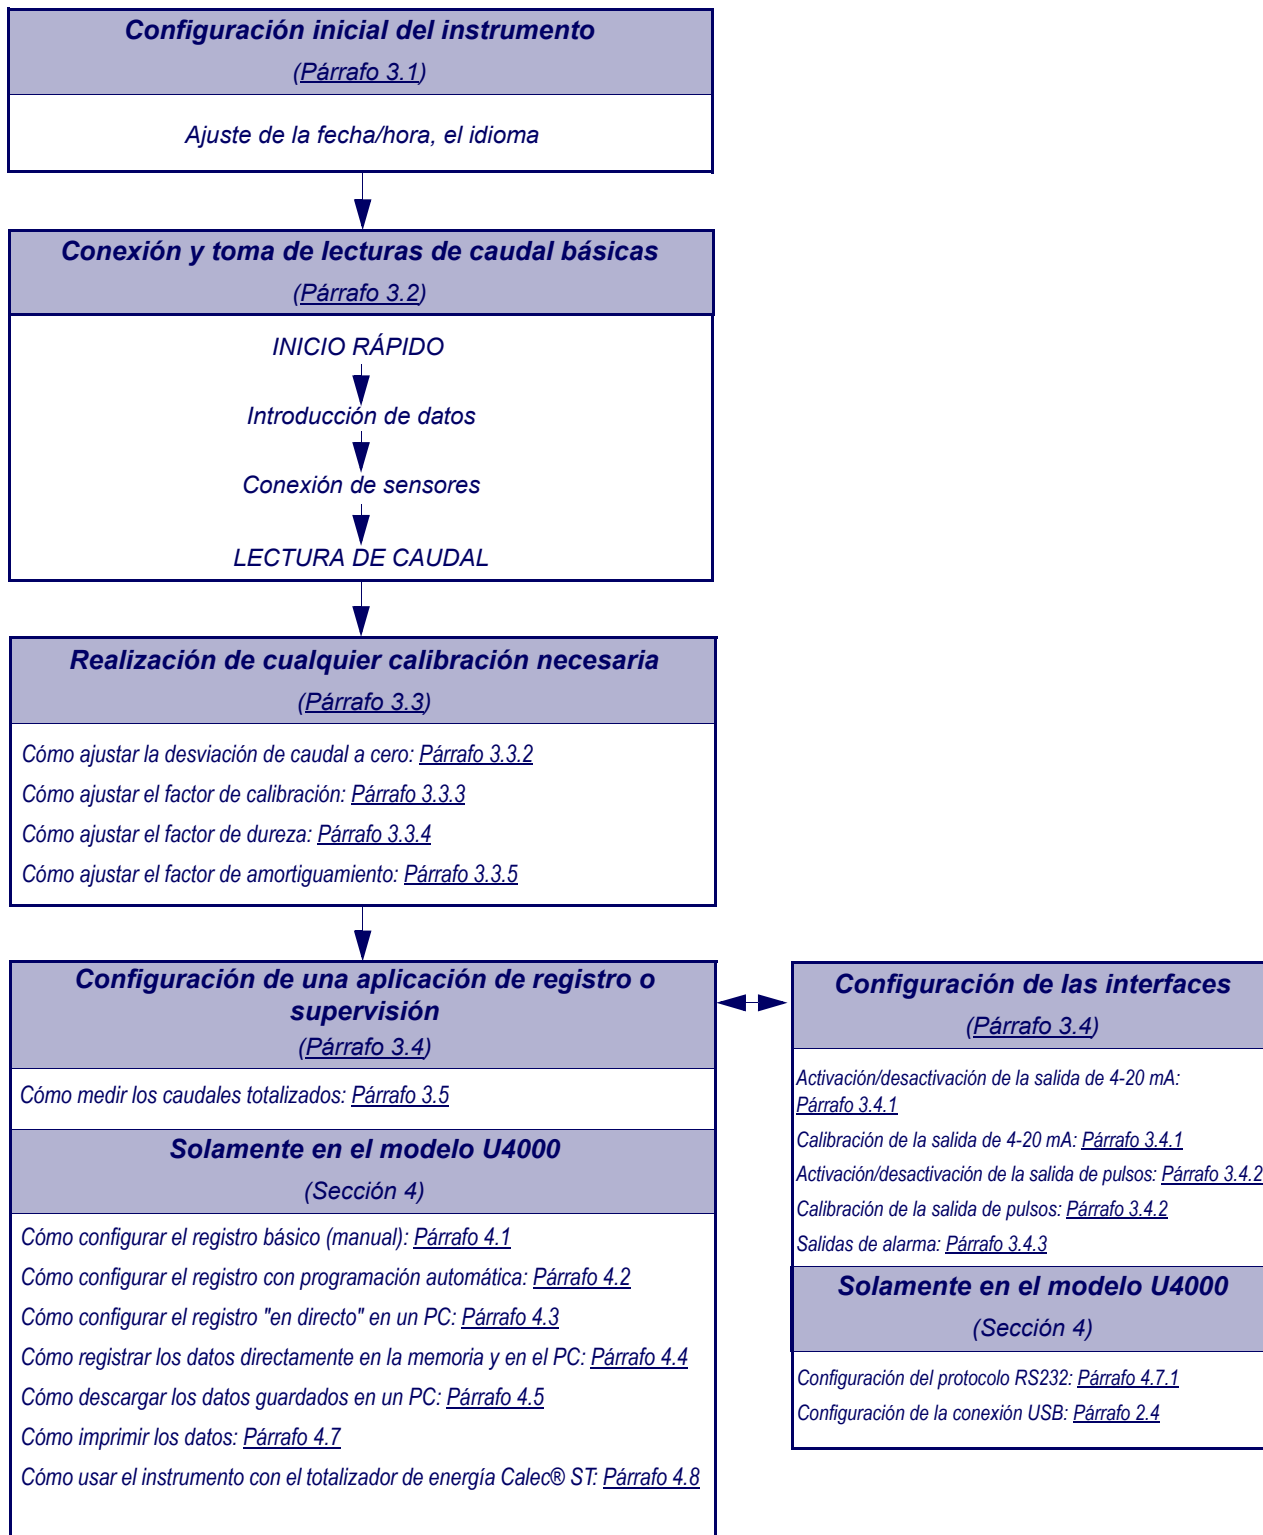 Configuración inicial del instrumento
(Párrafo 3.1)
Ajuste de la fecha/hora, el idioma
Conexión y toma de lecturas de caudal básicas
(Párrafo 3.2)
INICIO RÁPIDO
Introducción de datos
Conexión de sensores
LECTURA DE CAUDAL
Realización de cualquier calibración necesaria
(Párrafo 3.3)
Cómo ajustar la desviación de caudal a cero: Párrafo 3.3.2
Cómo ajustar el factor de calibración: Párrafo 3.3.3
Cómo ajustar el factor de dureza: Párrafo 3.3.4
Cómo ajustar el factor de amortiguamiento: Párrafo 3.3.5
Configuración de una aplicación de registro o
supervisión
(Párrafo 3.4)
Cómo medir los caudales totalizados: Párrafo 3.5
Solamente en el modelo U4000
(Sección 4)
Cómo configurar el registro básico (manual): Párrafo 4.1
Cómo configurar el registro con programación automática: Párrafo 4.2
Cómo configurar el registro "en directo" en un PC: Párrafo 4.3
Cómo registrar los datos directamente en la memoria y en el PC: Párrafo 4.4
Cómo descargar los datos guardados en un PC: Párrafo 4.5
Cómo imprimir los datos: Párrafo 4.7
Cómo usar el instrumento con el totalizador de energía Calec® ST: Párrafo 4.8
Configuración de las interfaces
(Párrafo 3.4)
Activación/desactivación de la salida de 4-20 mA:
Párrafo 3.4.1
Calibración de la salida de 4-20 mA: Párrafo 3.4.1
Activación/desactivación de la salida de pulsos: Párrafo 3.4.2
Calibración de la salida de pulsos: Párrafo 3.4.2
Salidas de alarma: Párrafo 3.4.3
Solamente en el modelo U4000
(Sección 4)
Configuración del protocolo RS232: Párrafo 4.7.1
Configuración de la conexión USB: Párrafo 2.4